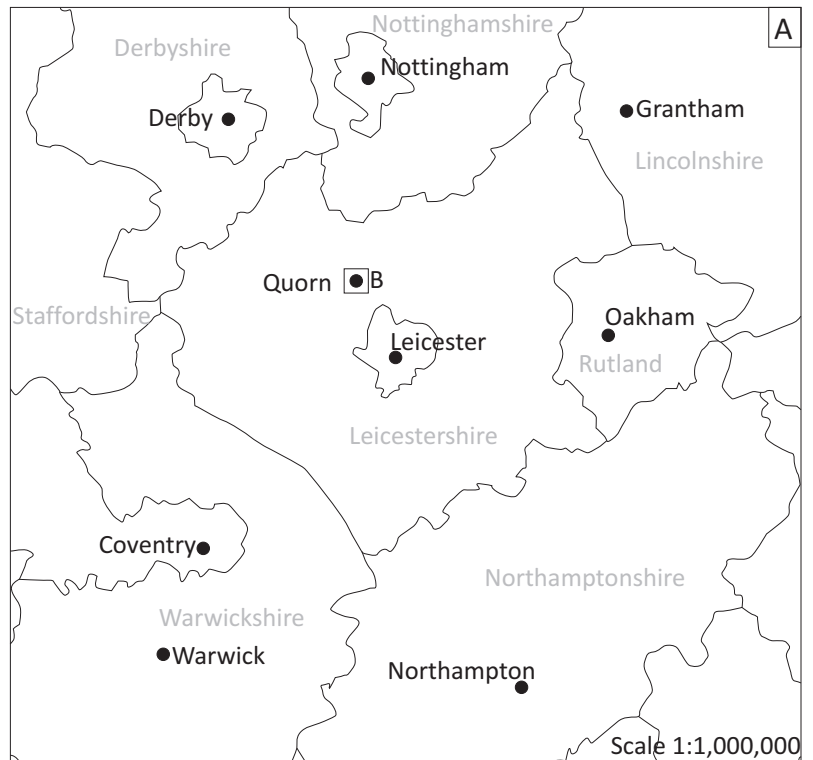 Nottinghamshire
A
Derbyshire
Nottingham
Derby
Grantham
Lincolnshire
Quorn
B
Staffordshire
Oakham
Leicester
Rutland
Leicestershire
Coventry
Northamptonshire
Warwickshire
Warwick
Northampton
Scale 1:1,000,000